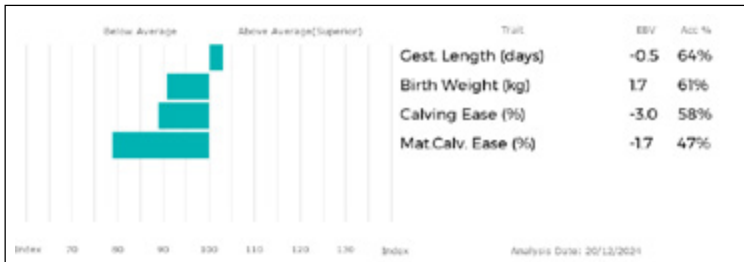 Below Average Above Average(Superior) Trait EBV Acc %
Gest. Length (days) -0.5 64%
Birth Weight (kg) 1.7 61%
Calving Ease (%) -3.0 58%
Mat.Calv. Ease (%) -1.7 47%
Index 70 80 90 100 110 120 130 Index Analysis Date: 20/12/2024